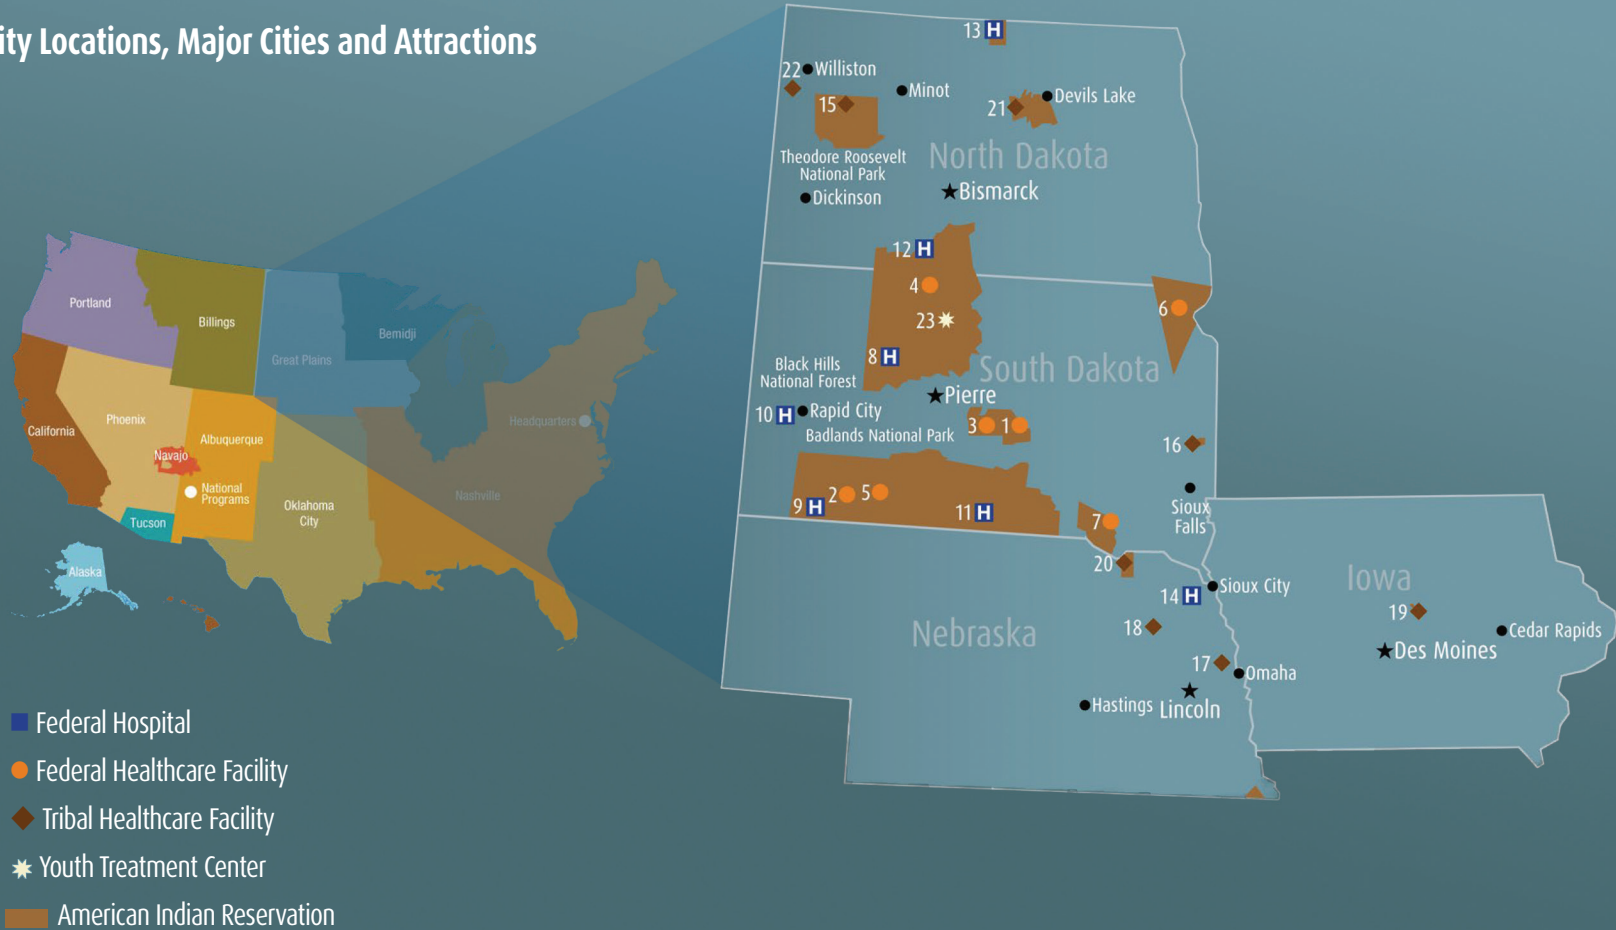 ity Locations, Major Cities and Attractions
13 H
22 Williston
Minot
15
21 Devils Lake
Theodore Roosevelt
National Park
North Dakota
Dickinson
Bismarck
12 H
4
6
23
8 H
Black Hills
National Forest
South Dakota
Pierre
10 H Rapid City
3 1
Badlands National Park
16
2 5
9 H
11 H
Sioux
Falls
7
20
14 H Sioux City
Iowa
18
Nebraska
19
Cedar Rapids
Des Moines
17
Omaha
Hastings
Lincoln
Portland
Billings
Bemidji
Great Plains
Phoenix
California
Albuquerque
Headquarters
Navajo
National
Programs
Nashville
Oklahoma
City
Tucson
Alaska
Federal Hospital
Federal Healthcare Facility
Tribal Healthcare Facility
Youth Treatment Center
American Indian Reservation